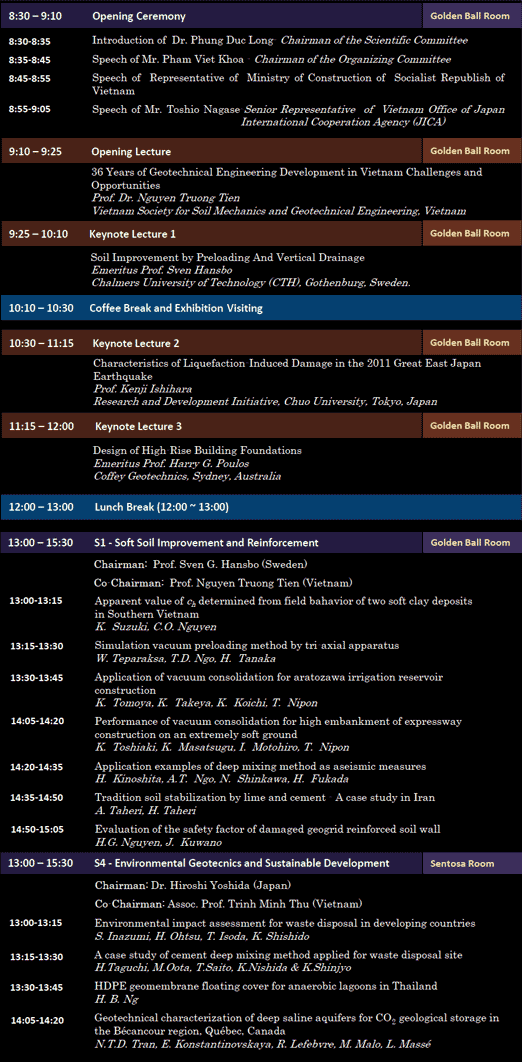 8:30 – 9:10 Opening Ceremony Golden Ball Room
8:30-8:35 Introduction of Dr. Phung Duc Long - Chairman of the Scientific Committee
8:35-8:45 Speech of Mr. Pham Viet Khoa - Chairman of the Organizing Committee
8:45-8:55 Speech of Representative of Ministry of Construction of Socialist Republish of
Vietnam
8:55-9:05 Speech of Mr. Toshio Nagase Senior Representative of Vietnam Office of Japan
International Cooperation Agency (JICA)
9:10 – 9:25 Opening Lecture Golden Ball Room
36 Years of Geotechnical Engineering Development in Vietnam Challenges and
Opportunities
Prof. Dr. Nguyen Truong Tien
Vietnam Society for Soil Mechanics and Geotechnical Engineering, Vietnam
9:25 – 10:10 Keynote Lecture 1 Golden Ball Room
Soil Improvement by Preloading And Vertical Drainage
Emeritus Prof. Sven Hansbo
Chalmers University of Technology (CTH), Gothenburg, Sweden.
10:10 – 10:30 Coffee Break and Exhibition Visiting
10:30 – 11:15 Keynote Lecture 2 Golden Ball Room
Characteristics of Liquefaction Induced Damage in the 2011 Great East Japan
Earthquake
Prof. Kenji Ishihara
Research and Development Initiative, Chuo University, Tokyo, Japan
11:15 – 12:00 Keynote Lecture 3 Golden Ball Room
Design of High Rise Building Foundations
Emeritus Prof. Harry G. Poulos
Coffey Geotechnics, Sydney, Australia
12:00 – 13:00 Lunch Break (12:00 ~ 13:00)
13:00 – 15:30 S1 - Soft Soil Improvement and Reinforcement Golden Ball Room
Chairman: Prof. Sven G. Hansbo (Sweden)
Co-Chairman: Prof. Nguyen Truong Tien (Vietnam)
13:00-13:15 Apparent value of cₕ determined from field bahavior of two soft clay deposits
in Southern Vietnam
K. Suzuki, C.O. Nguyen
13:15-13:30 Simulation vacuum preloading method by tri axial apparatus
W. Teparaksa, T.D. Ngo, H. Tanaka
13:30-13:45 Application of vacuum consolidation for aratozawa irrigation reservoir
construction
K. Tomoya, K. Takeya, K. Koichi, T. Nipon
14:05-14:20 Performance of vacuum consolidation for high embankment of expressway
construction on an extremely soft ground
K. Toshiaki, K. Masatsugu, I. Motohiro, T. Nipon
14:20-14:35 Application examples of deep mixing method as aseismic measures
H. Kinoshita, A.T. Ngo, N. Shinkawa, H. Fukada
14:35-14:50 Tradition soil stabilization by lime and cement - A case study in Iran
A. Taheri, H. Taheri
14:50-15:05 Evaluation of the safety factor of damaged geogrid reinforced soil wall
H.G. Nguyen, J. Kuwano
13:00 – 15:30 S4 - Environmental Geotecnics and Sustainable Development Sentosa Room
Chairman: Dr. Hiroshi Yoshida (Japan)
Co-Chairman: Assoc. Prof. Trinh Minh Thu (Vietnam)
13:00-13:15 Environmental impact assessment for waste disposal in developing countries
S. Inazumi, H. Ohtsu, T. Isoda, K. Shishido
13:15-13:30 A case study of cement deep mixing method applied for waste disposal site
H.Taguchi, M.Oota, T.Saito, K.Nishida & K.Shinjyo
13:30-13:45 HDPE geomembrane floating cover for anaerobic lagoons in Thailand
H. B. Ng
14:05-14:20 Geotechnical characterization of deep saline aquifers for CO₂ geological storage in
the Bécancour region, Québec, Canada
N.T.D. Tran, E. Konstantinovskaya, R. Lefebvre, M. Malo, L. Massé